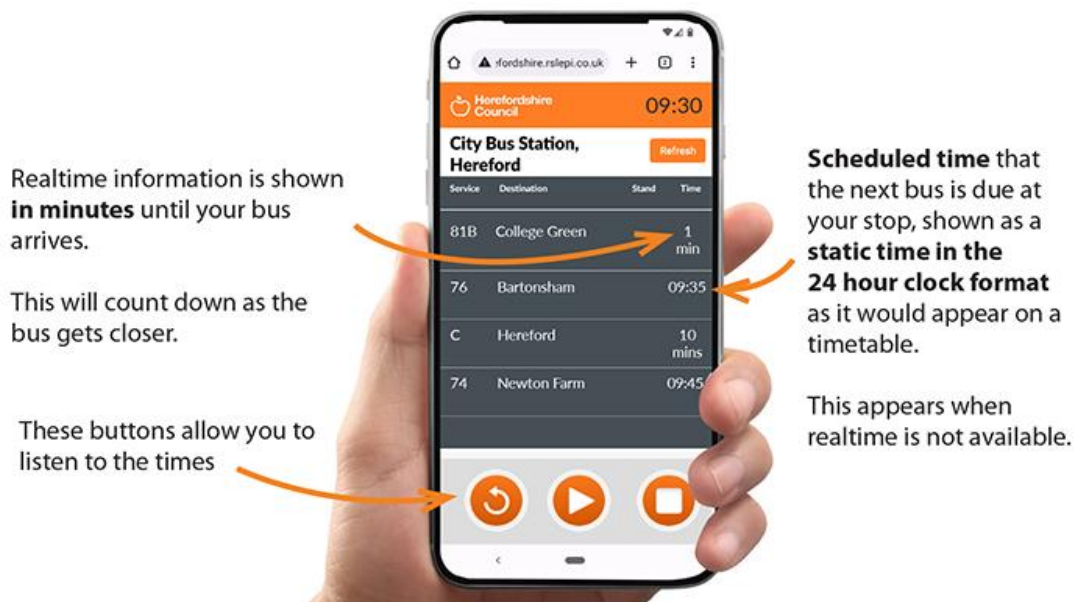 Realtime information is shown
in minutes until your bus
arrives.
This will count down as the
bus gets closer.
These buttons allow you to
listen to the times
:fordshire.rslepi.co.uk
2
Herefordshire
Council
09:30
City Bus Station,
Hereford
Refresh
Service Destination Stand Time
81B College Green 1
min
76 Bartonsham 09:35
C Hereford 10
mins
74 Newton Farm 09:45
Scheduled time that
the next bus is due at
your stop, shown as a
static time in the
24 hour clock format
as it would appear on a
timetable.
This appears when
realtime is not available.